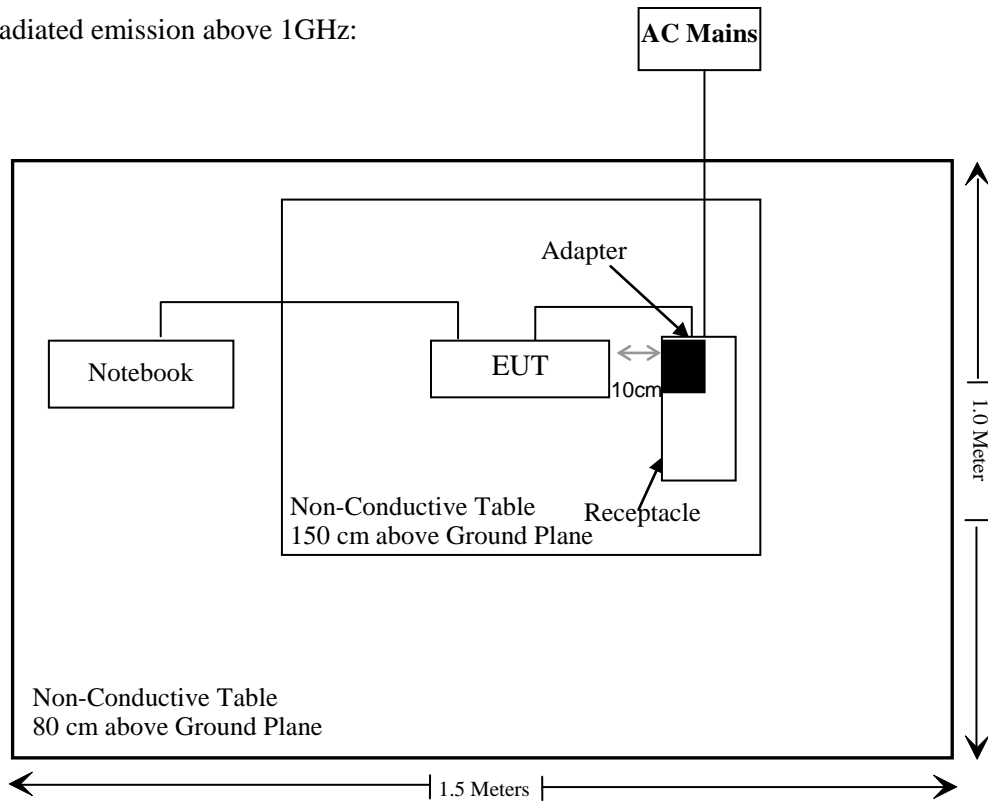 adiated emission above 1GHz:
AC Mains
Adapter
Notebook
EUT
10cm
1.0 Meter
Non-Conductive Table
150 cm above Ground Plane
Receptacle
Non-Conductive Table
80 cm above Ground Plane
1.5 Meters